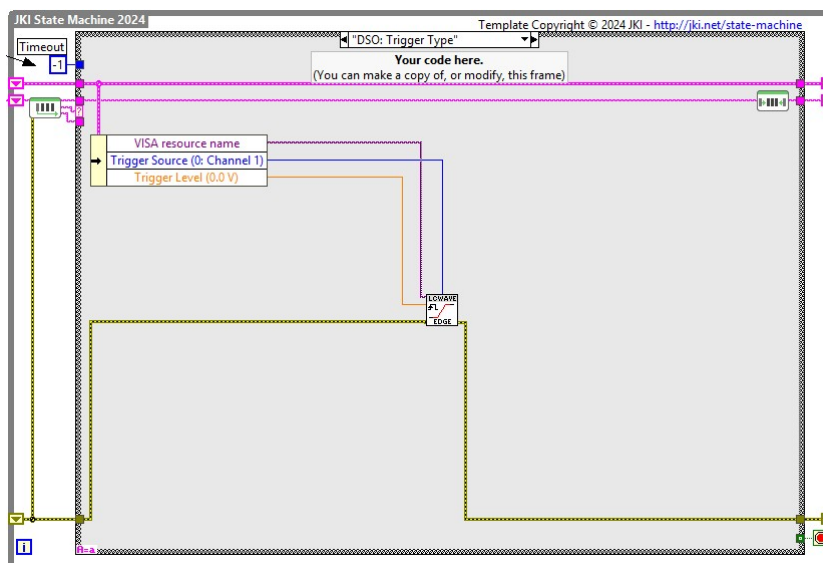 JKI State Machine 2024
Template Copyright © 2024 JKI - http://jki.net/state-machine
Timeout
-1
"DSO: Trigger Type"
Your code here.
(You can make a copy of, or modify, this frame)
?
VISA resource name
Trigger Source (0: Channel 1)
Trigger Level (0.0 V)
LCWAVE
EDGE
i
A=a